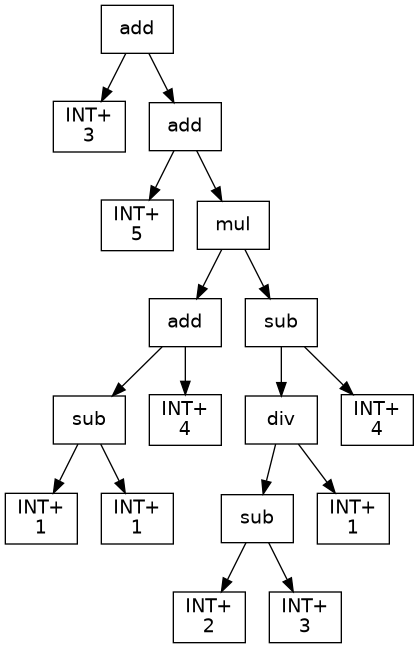 add
INT+
3
add
INT+
5
mul
add
sub
sub
INT+
4
div
INT+
4
INT+
1
INT+
1
sub
INT+
1
INT+
2
INT+
3